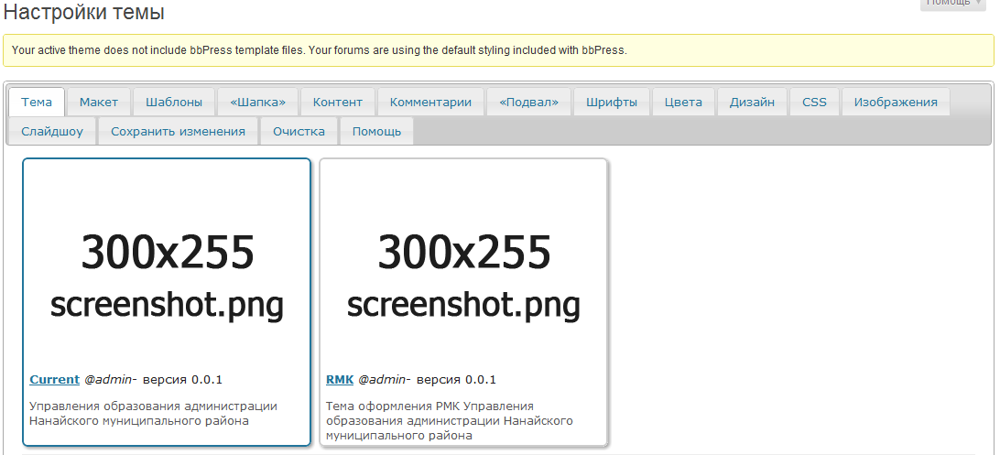 Помощь
Настройки темы
Your active theme does not include bbPress template files. Your forums are using the default styling included with bbPress.
Тема Макет Шаблоны «Шапка» Контент Комментарии «Подвал» Шрифты Цвета Дизайн CSS Изображения
Слайдшоу Сохранить изменения Очистка Помощь
300x255
screenshot.png
Current @admin- версия 0.0.1
Управления образования администрации
Нанайского муниципального района
300x255
screenshot.png
RMK @admin- версия 0.0.1
Тема оформления РМК Управления
образования администрации Нанайского
муниципального района